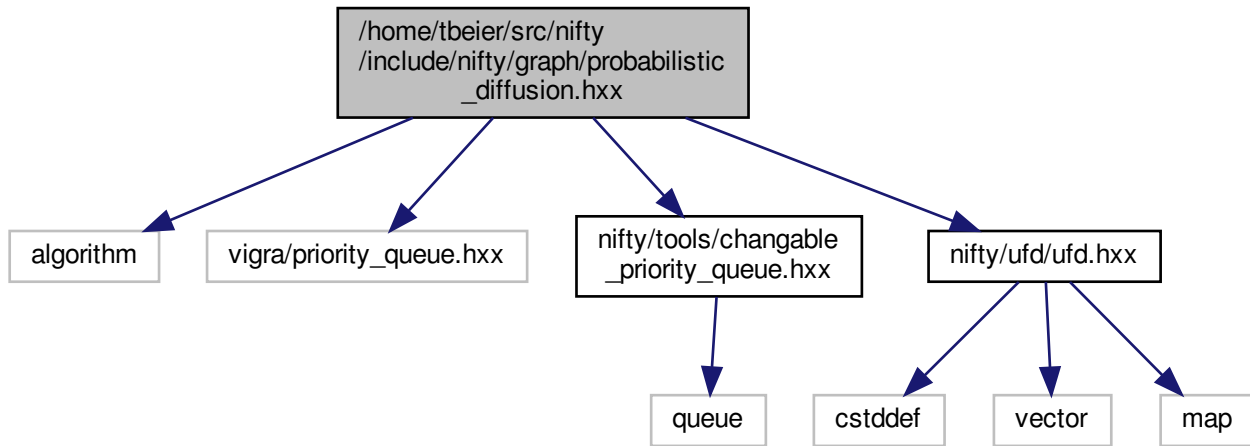 /home/tbeier/src/nifty
/include/nifty/graph/probabilistic
_diffusion.hxx
algorithm
vigra/priority_queue.hxx
nifty/tools/changable
_priority_queue.hxx
nifty/ufd/ufd.hxx
queue
cstddef
vector
map